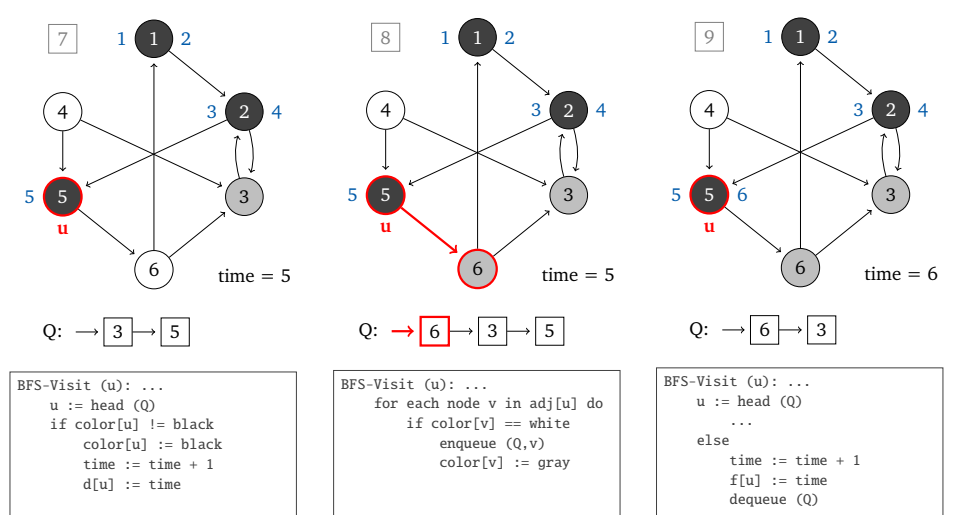 7
1 1 2
4
3 2 4
5 5
3
u
6
time = 5
Q: 3 5
BFS-Visit (u): ...
u := head (Q)
if color[u] != black
color[u] := black
time := time + 1
d[u] := time
8
1 1 2
4
3 2 4
5 5
3
u
6
time = 5
Q: 6 3 5
BFS-Visit (u): ...
for each node v in adj[u] do
if color[v] == white
enqueue (Q,v)
color[v] := gray
9
1 1 2
4
3 2 4
5 5 6
3
u
6
time = 6
Q: 6 3
BFS-Visit (u): ...
u := head (Q)
...
else
time := time + 1
f[u] := time
dequeue (Q)